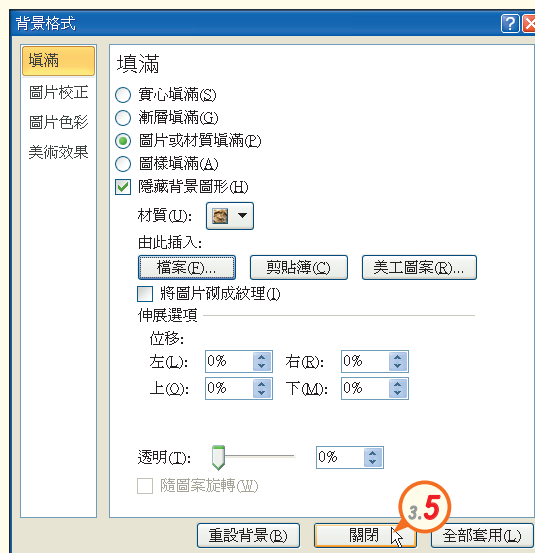 背景格式
填滿
圖片校正
圖片色彩
美術效果
填滿
實心填滿(S)
漸層填滿(G)
圖片或材質填滿(P)
圖樣填滿(A)
隱藏背景圖形(H)
材質(U):
由此插入:
檔案(F)... 剪貼簿(C) 美工圖案(R)...
將圖片砌成紋理(I)
伸展選項
位移:
左(L): 0% 右(R): 0%
上(O): 0% 下(M): 0%
透明(T): 0%
隨圖案旋轉(W)
3.5
重設背景(B) 關閉 全部套用(L)